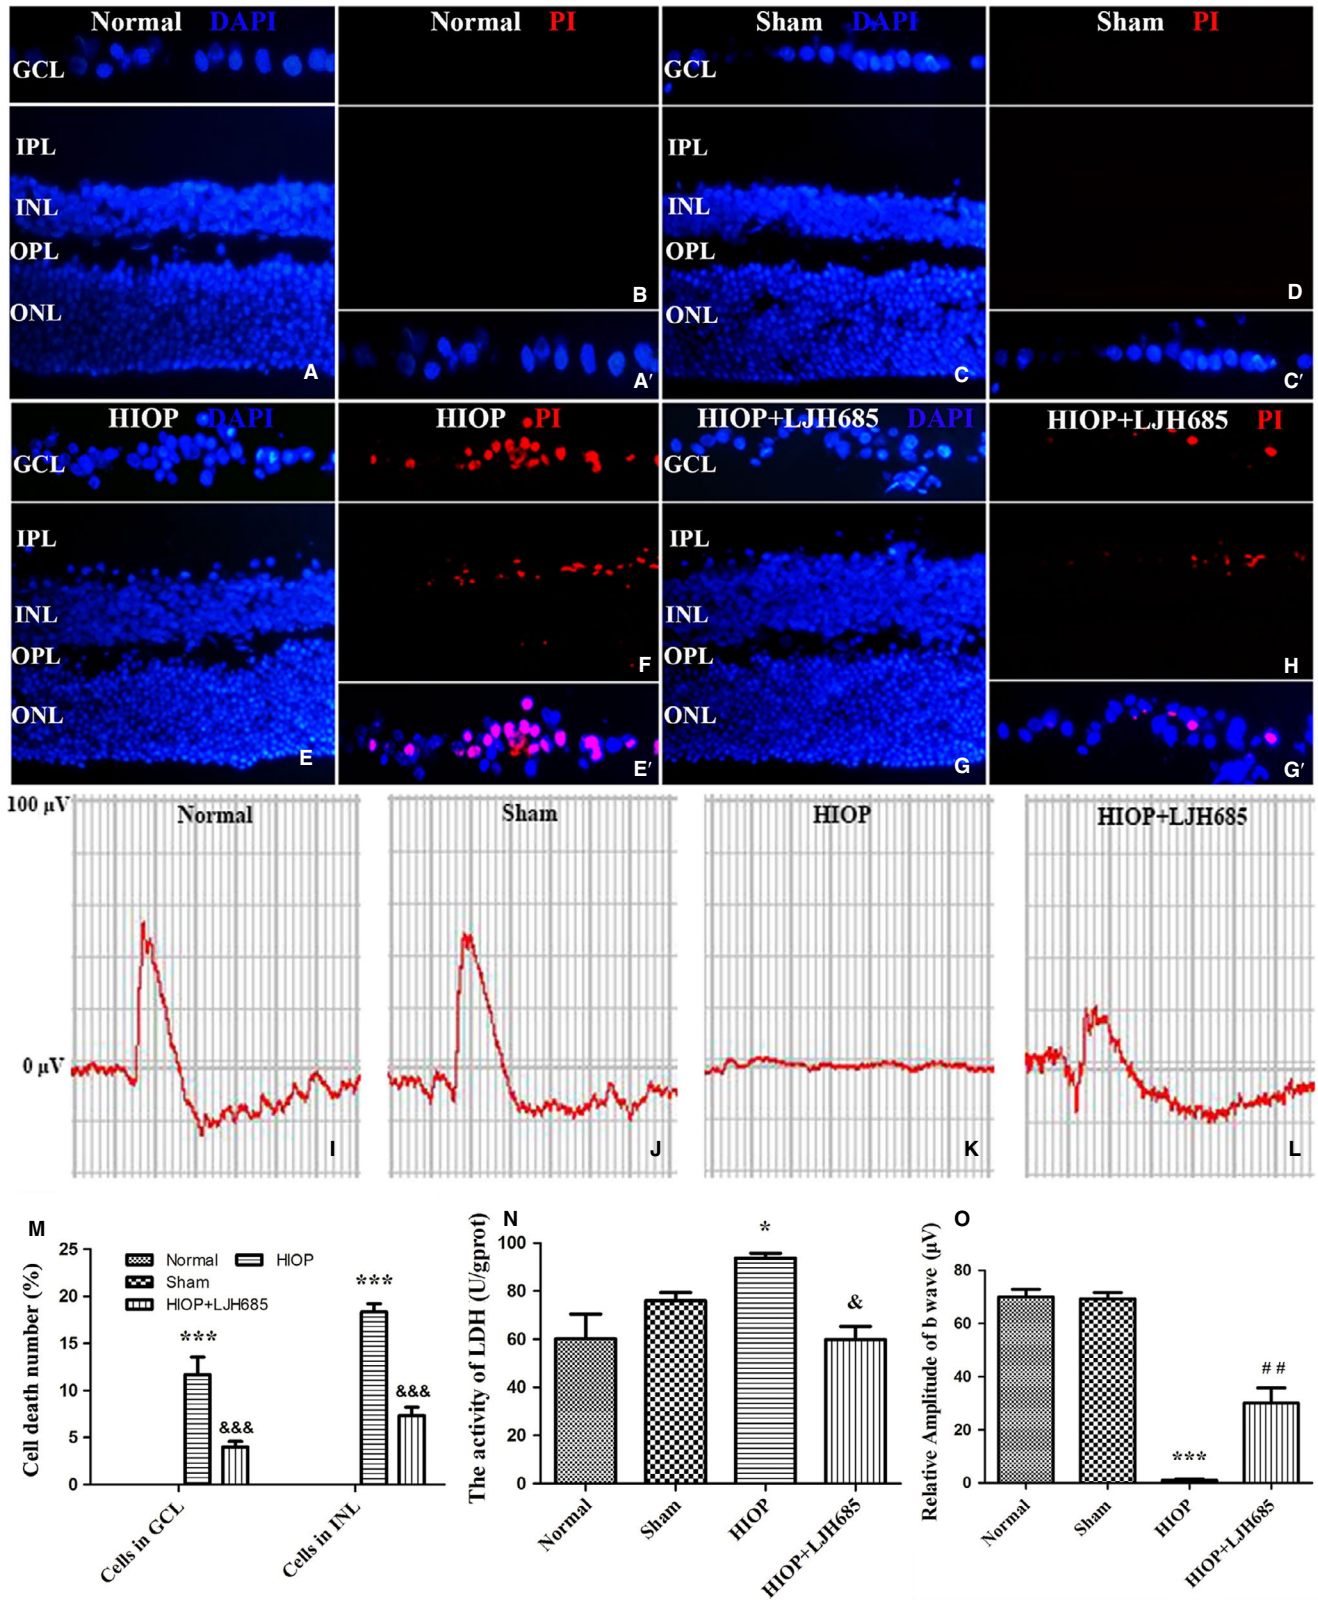 Normal DAPI
GCL
IPL
INL
OPL
ONL
A
Normal PI
B
A′
Sham DAPI
GCL
IPL
INL
OPL
ONL
C
Sham PI
D
C′
HIOP DAPI
GCL
IPL
INL
OPL
ONL
E
HIOP PI
F
E′
HIOP+LJH685 DAPI
GCL
IPL
INL
OPL
ONL
G
HIOP+LJH685 PI
H
G′
100 μV
0 μV
Normal
I
Sham
J
HIOP
K
HIOP+LJH685
L
M
Cell death number (%)
25
20
15
10
5
0
Normal
HIOP
Sham
HIOP+LJH685
***
&&&
***
&&&
Cells in GCL
Cells in INL
N
The activity of LDH (U/gprot)
100
80
60
40
20
0
*
&
Normal
Sham
HIOP
HIOP+LJH685
O
Relative Amplitude of b wave (μV)
80
60
40
20
0
***
# #
Normal
Sham
HIOP
HIOP+LJH685